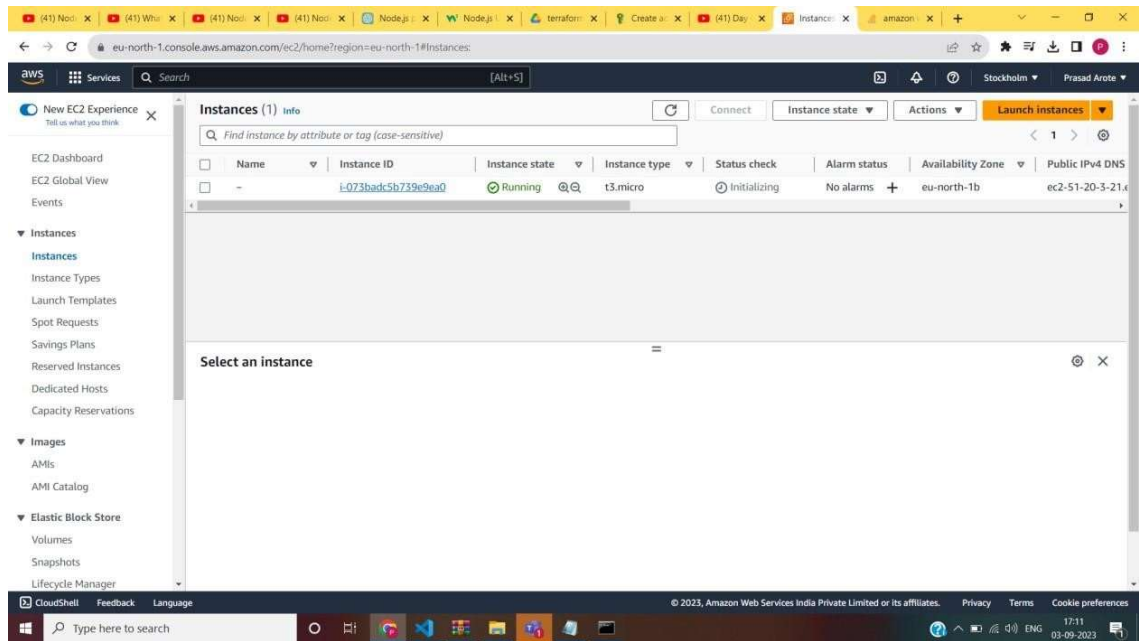 (41) Nod
(41) Wha
(41) Nod
(41) Noo
Node.js
Node.js
terraform
Create a
(41) Day
Instance
amazon
eu-north-1.console.aws.amazon.com/ec2/home?region=eu-north-1#Instances:
aws
Services
Search
[Alt+S]
Stockholm
Prasad Arote
New EC2 Experience
Tell us what you think
EC2 Dashboard
EC2 Global View
Events
Instances
Instances
Instance Types
Launch Templates
Spot Requests
Savings Plans
Reserved Instances
Dedicated Hosts
Capacity Reservations
Images
AMIs
AMI Catalog
Elastic Block Store
Volumes
Snapshots
Lifecycle Manager
Instances (1) Info
Connect
Instance state
Actions
Launch instances
Find instance by attribute or tag (case-sensitive)
1
Name Instance ID Instance state Instance type Status check Alarm status Availability Zone Public IPv4 DNS
- i-073badc5b739e9ea0 Running t3.micro Initializing No alarms + eu-north-1b ec2-51-20-3-21.e
Select an instance
CloudShell Feedback Language
© 2023, Amazon Web Services India Private Limited or its affiliates. Privacy Terms Cookie preferences
Type here to search
ENG
17:11
03-09-2023